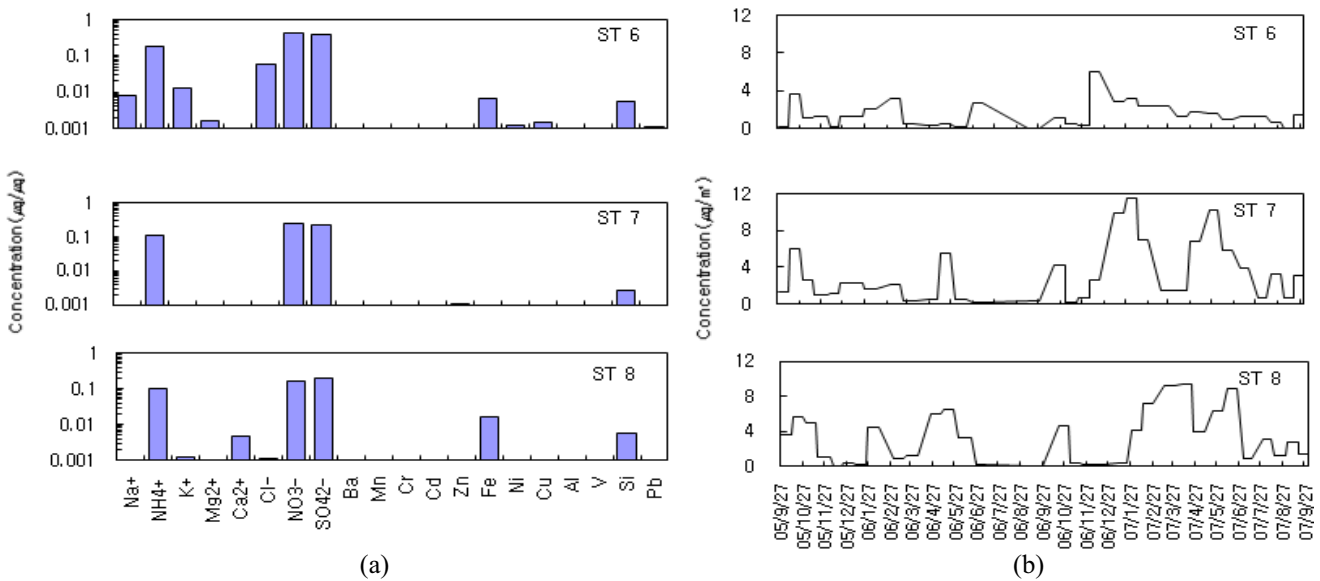 1
0.1
0.01
0.001
ST 6
12
8
4
0
ST 6
1
0.1
0.01
0.001
ST 7
12
8
4
0
ST 7
1
0.1
0.01
0.001
ST 8
12
8
4
0
ST 8
Concentration(㎍/㎍)
Concentration(㎍/㎥)
Na+
NH4+
K+
Mg2+
Ca2+
Cl-
NO3-
SO42-
Ba
Mn
Cr
Cd
Zn
Fe
Ni
Cu
Al
V
Si
Pb
05/9/27
05/10/27
05/11/27
05/12/27
06/1/27
06/2/27
06/3/27
06/4/27
06/5/27
06/6/27
06/7/27
06/8/27
06/9/27
06/10/27
06/11/27
06/12/27
07/1/27
07/2/27
07/3/27
07/4/27
07/5/27
07/6/27
07/7/27
07/8/27
07/9/27
(a)
(b)